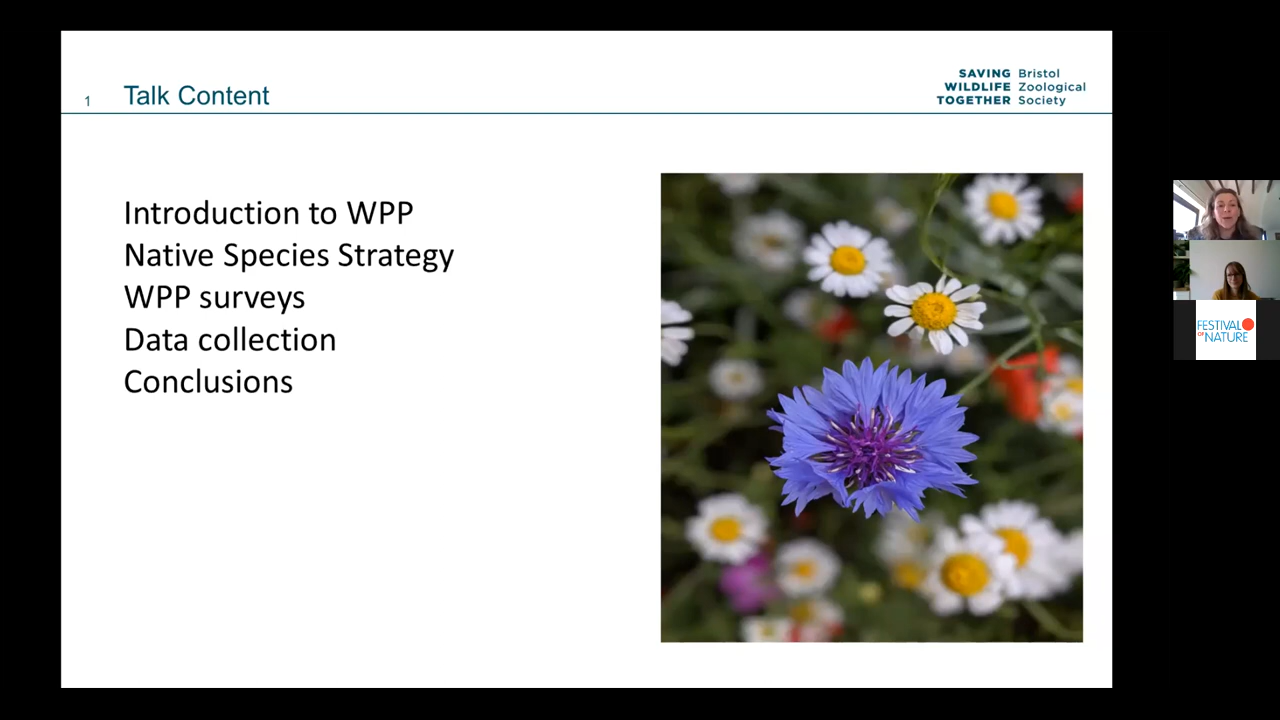 1 Talk Content
SAVING Bristol
WILDLIFE Zoological
TOGETHER Society
Introduction to WPP
Native Species Strategy
WPP surveys
Data collection
Conclusions
FESTIVAL
OF NATURE